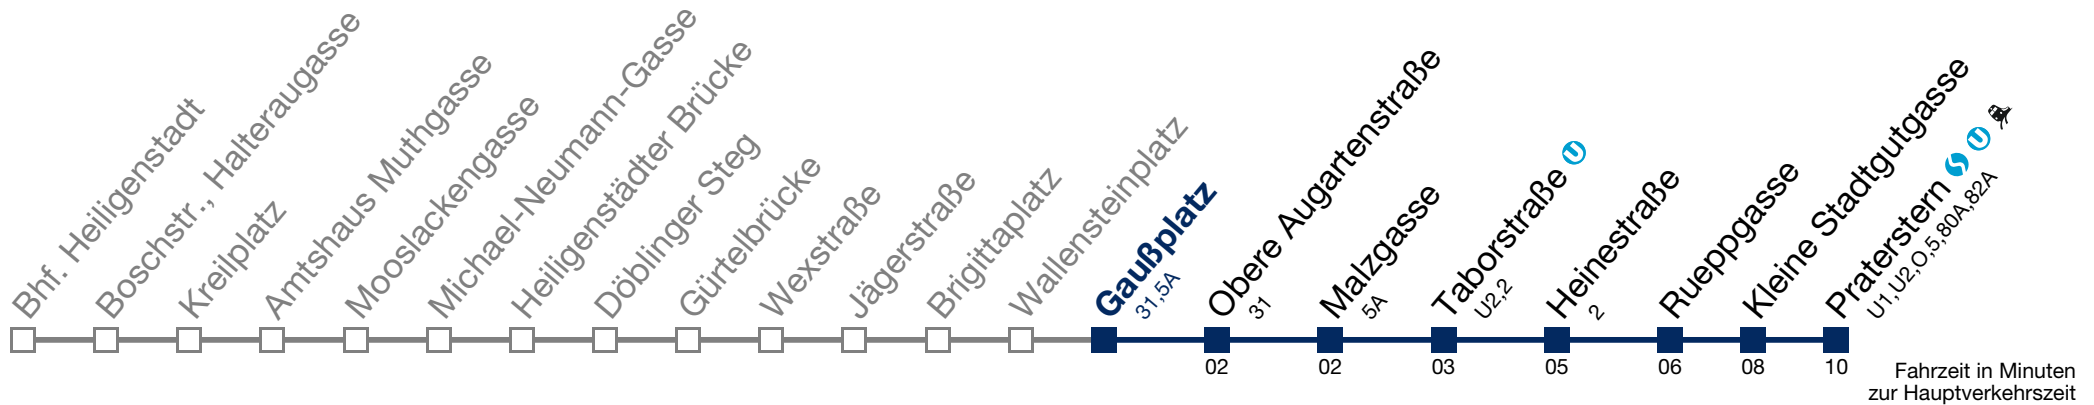 Bhf. Heiligenstadt
Boschstr., Halteraugasse
Kreilplatz
Amtshaus Muthgasse
Mooslackengasse
Michael-Neumann-Gasse
Heiligenstädter Brücke
Döblinger Steg
Gürtelbrücke
Wexstraße
Jägerstraße
Brigittaplatz
Wallensteinplatz
Gaußplatz
31,5A
Obere Augartenstraße
31
Malzgasse
5A
Taborstraße U
U2,2
Heinestraße
2
Rueppgasse
Kleine Stadtgutgasse
Praterstern S U
U1,U2,O,5,80A,82A
02
02
03
05
06
08
10
Fahrzeit in Minuten
zur Hauptverkehrszeit